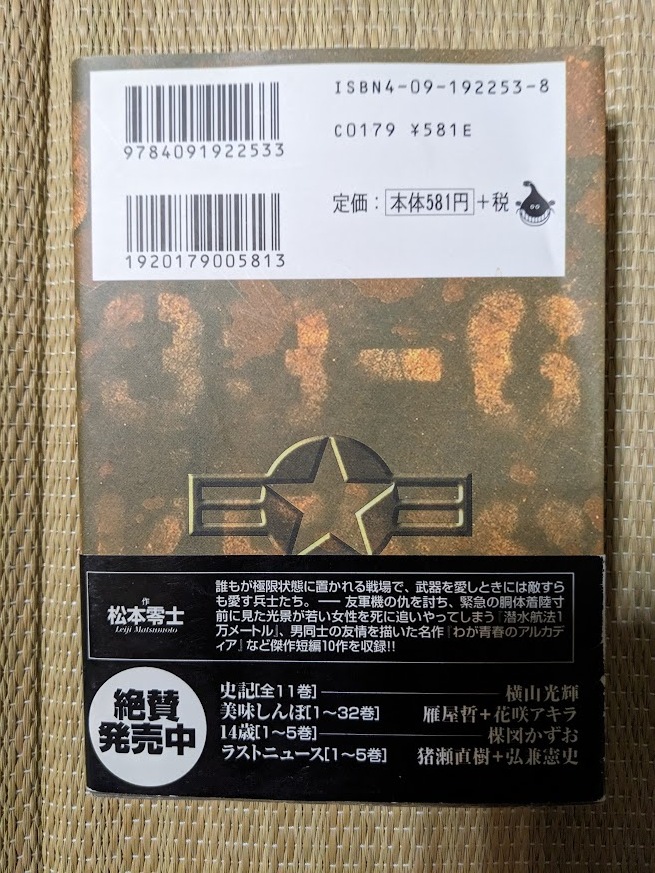 ISBN4-09-192253-8
9784091922533
C0179 ¥581E
定価：本体581円+税
1920179005813
作
松本零士
Leiji Matsumoto
誰もが極限状態に置かれる戦場で、武器を愛しときには敵すら
も愛す兵士たち。── 友軍機の仇を討ち、緊急の胴体着陸寸
前に見た光景が若い女性を死に追いやってしまう『潜水航法1
万メートル』、男同士の友情を描いた名作『わが青春のアルカデ
ィア』など傑作短編10作を収録!!
絶賛
発売中
史記[全11巻]────横山光輝
美味しんぼ[1〜32巻] 雁屋哲+花咲アキラ
14歳[1〜5巻]────楳図かずお
ラストニュース[1〜5巻] 猪瀬直樹+弘兼憲史